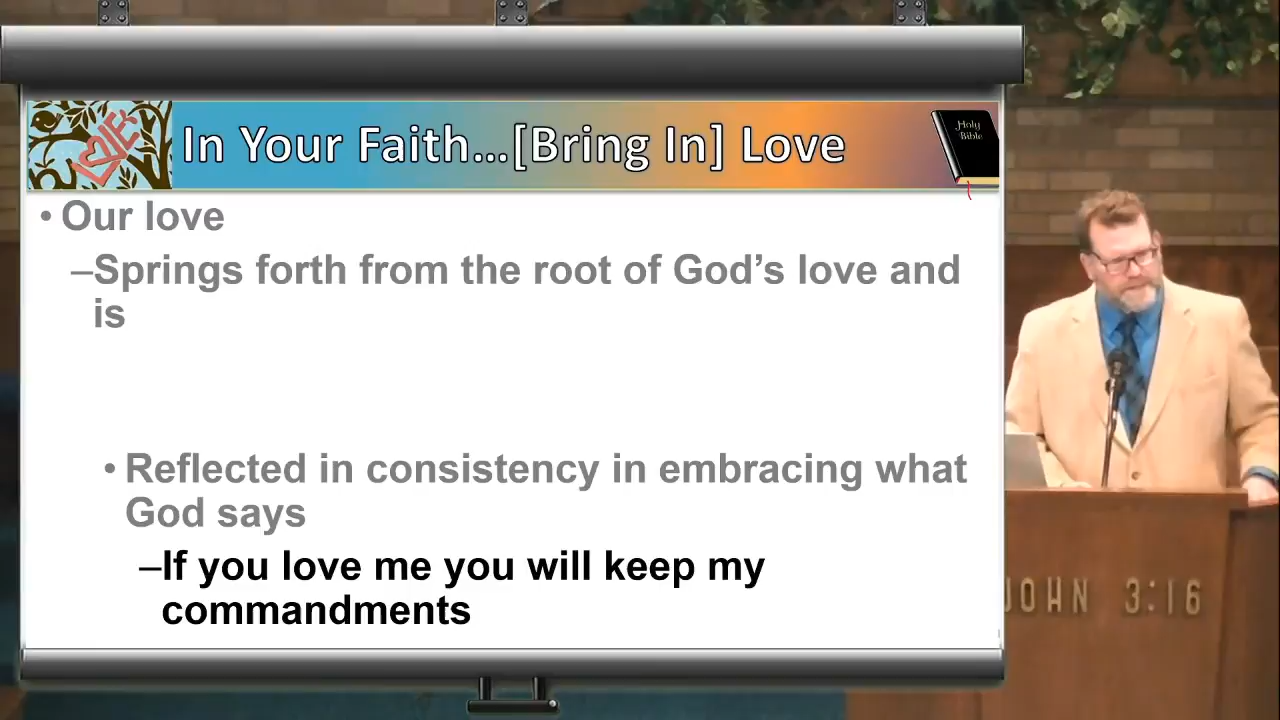 LOVE
In Your Faith...[Bring In] Love
Holy
Bible
• Our love
–Springs forth from the root of God's love and
is
• Reflected in consistency in embracing what
God says
–If you love me you will keep my
commandments
JOHN 3:16